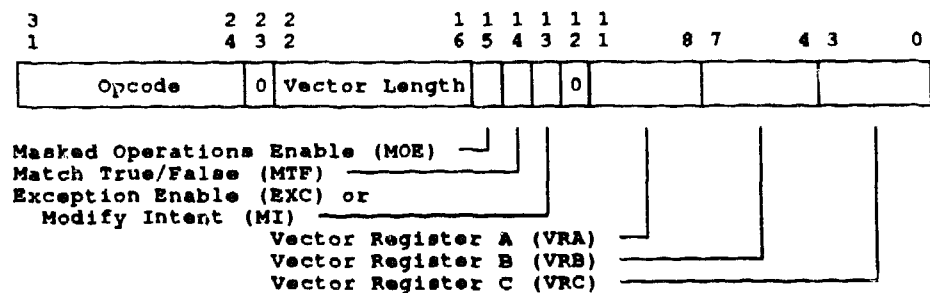 3 2 2 2 1 1 1 1 1 1
1 4 3 2 6 5 4 3 2 1 8 7 4 3 0
Opcode 0 Vector Length 0
Masked Operations Enable (MOE)
Match True/False (MTF)
Exception Enable (EXC) or
Modify Intent (MI)
Vector Register A (VRA)
Vector Register B (VRB)
Vector Register C (VRC)